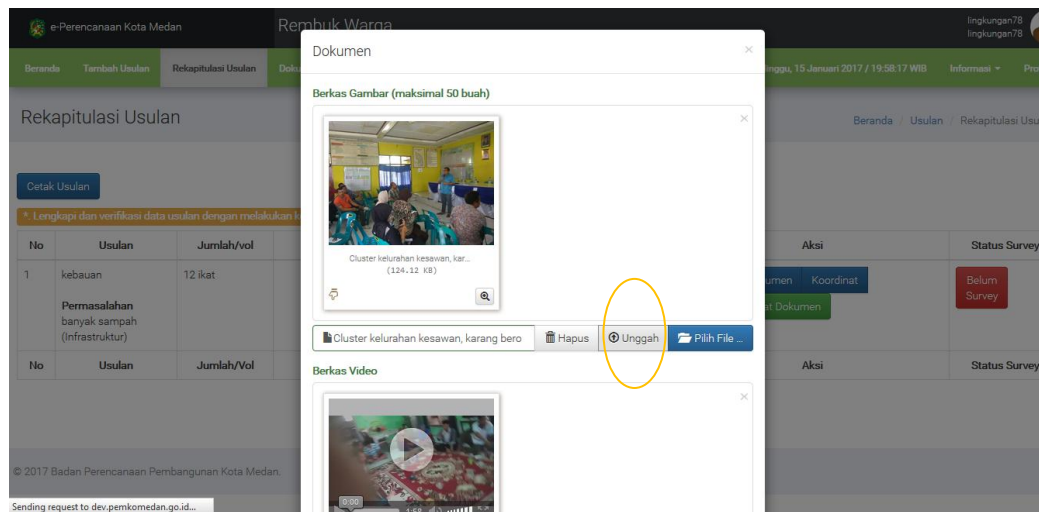 e-Perencanaan Kota Medan
Rembuk Warga
lingkungan78
lingkungan78
Beranda
Tambah Usulan
Rekapitulasi Usulan
15 Januari 2017 / 19:58:17 WIB
Informasi
Rekapitulasi Usulan
Beranda / Usulan / Rekapitulasi
Cetak Usulan
*. Lengkapi dan verifikasi data usulan dengan melakukan
No
Usulan
Jumlah/vol
Aksi
Status Survey
1
kebauan
12 ikat
Permasalahan
banyak sampah
(Infrastruktur)
Koordinat
Dokumen
Belum
Survey
No
Usulan
Jumlah/Vol
Aksi
Status Survey
© 2017 Badan Perencanaan Pembangunan Kota Medan.
Sending request to dev.pemkomedan.go.id...
Dokumen
×
Berkas Gambar (maksimal 50 buah)
×
Cluster kelurahan kesawan, kar...
(124.12 KB)
Cluster kelurahan kesawan, karang bero
Hapus
Unggah
Pilih File ...
Berkas Video
×
0:00
1:58